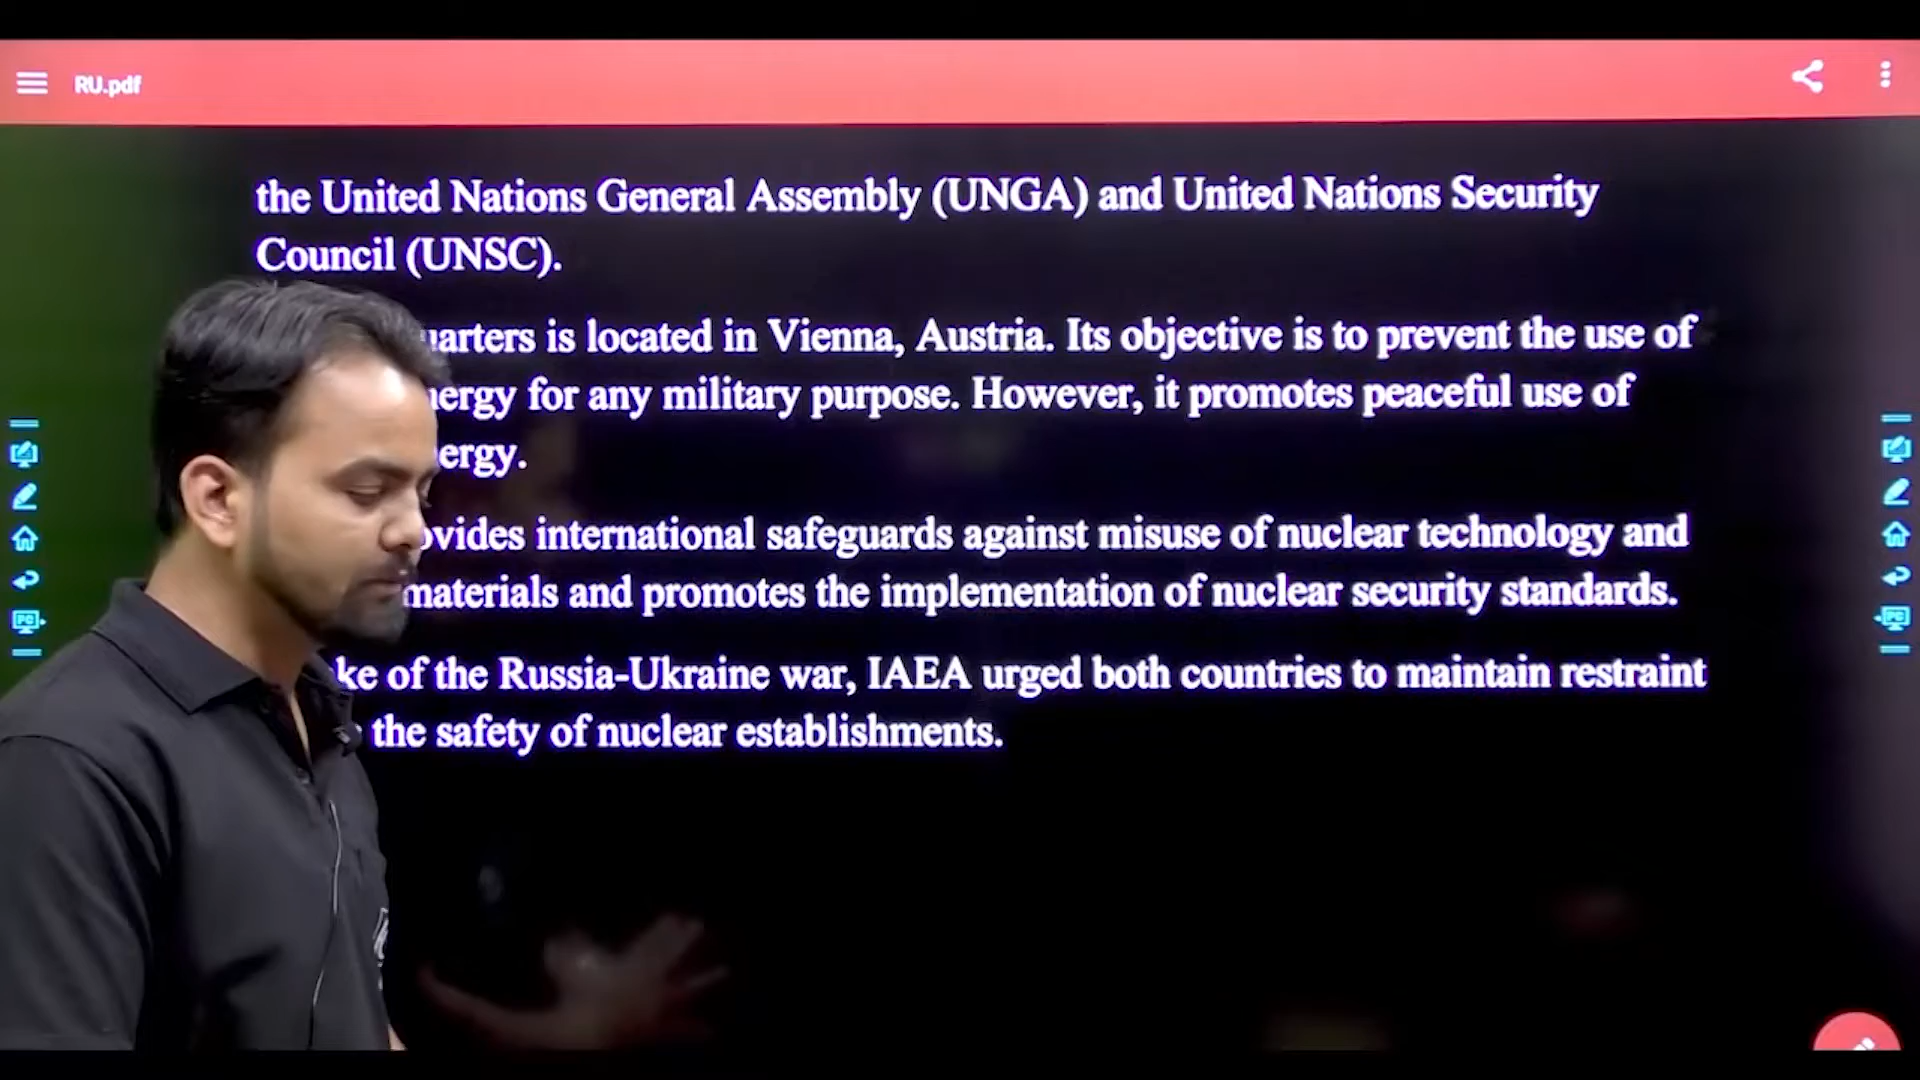 RU.pdf
the United Nations General Assembly (UNGA) and United Nations Security
Council (UNSC).
uarters is located in Vienna, Austria. Its objective is to prevent the use of
ergy for any military purpose. However, it promotes peaceful use of
ergy.
ovides international safeguards against misuse of nuclear technology and
materials and promotes the implementation of nuclear security standards.
ke of the Russia-Ukraine war, IAEA urged both countries to maintain restraint
the safety of nuclear establishments.
PC
PC